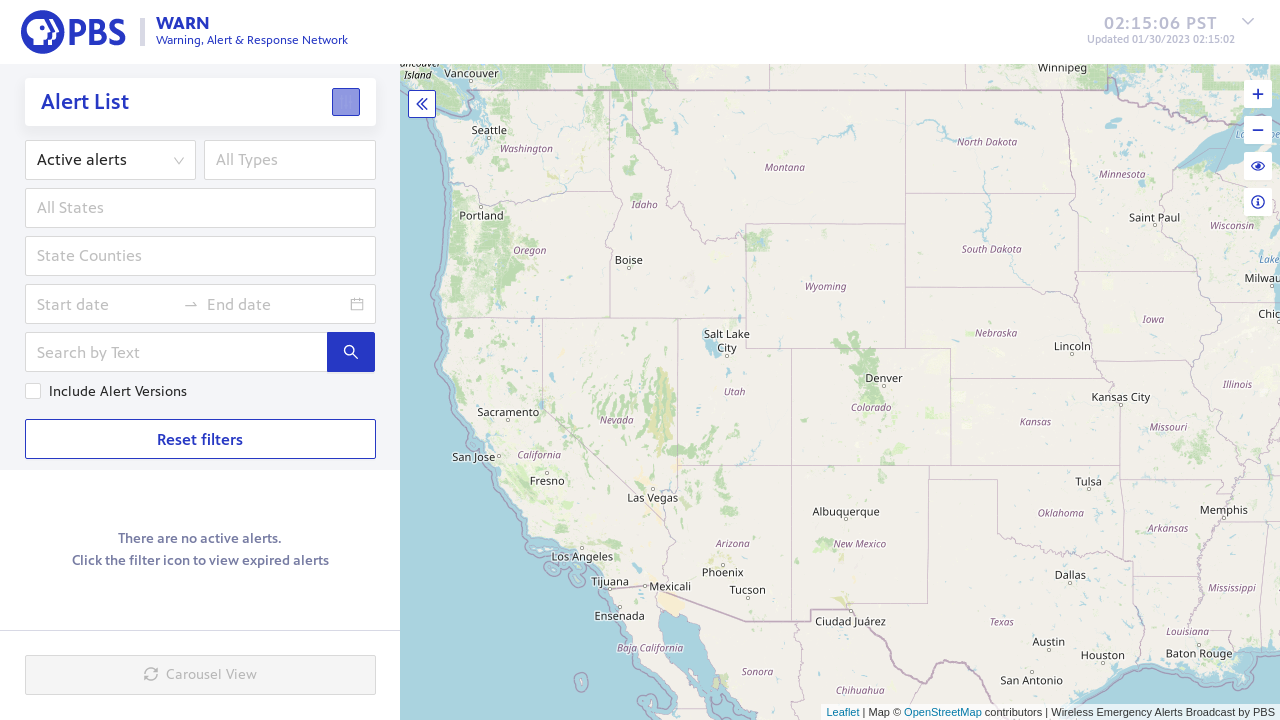 PBS
WARN
Warning, Alert & Response Network
02:15:06 PST
Updated 01/30/2023 02:15:02
Alert List
Active alerts
All Types
All States
State Counties
Start date
End date
Search by Text
Include Alert Versions
Reset filters
There are no active alerts.
Click the filter icon to view expired alerts
Carousel View
Vancouver
Island
Vancouver
Winnipeg
Seattle
Washington
Montana
North Dakota
Minnesota
Portland
Idaho
Saint Paul
Wisconsin
Oregon
Boise
South Dakota
Wyoming
Iowa
Nebraska
Salt Lake
City
Lincoln
Denver
Utah
Illinois
Kansas City
Sacramento
Nevada
Colorado
Kansas
Missouri
San Jose
California
Fresno
Las Vegas
Tulsa
Albuquerque
Oklahoma
Memphis
Arkansas
Los Angeles
Arizona
New Mexico
Phoenix
Dallas
Tijuana
Mexicali
Tucson
Mississippi
Ensenada
Ciudad Juárez
Texas
Louisiana
Baja California
Austin
Houston
Baton Rouge
Sonora
San Antonio
Chihuahua
Leaflet | Map © OpenStreetMap contributors | Wireless Emergency Alerts Broadcast by PBS